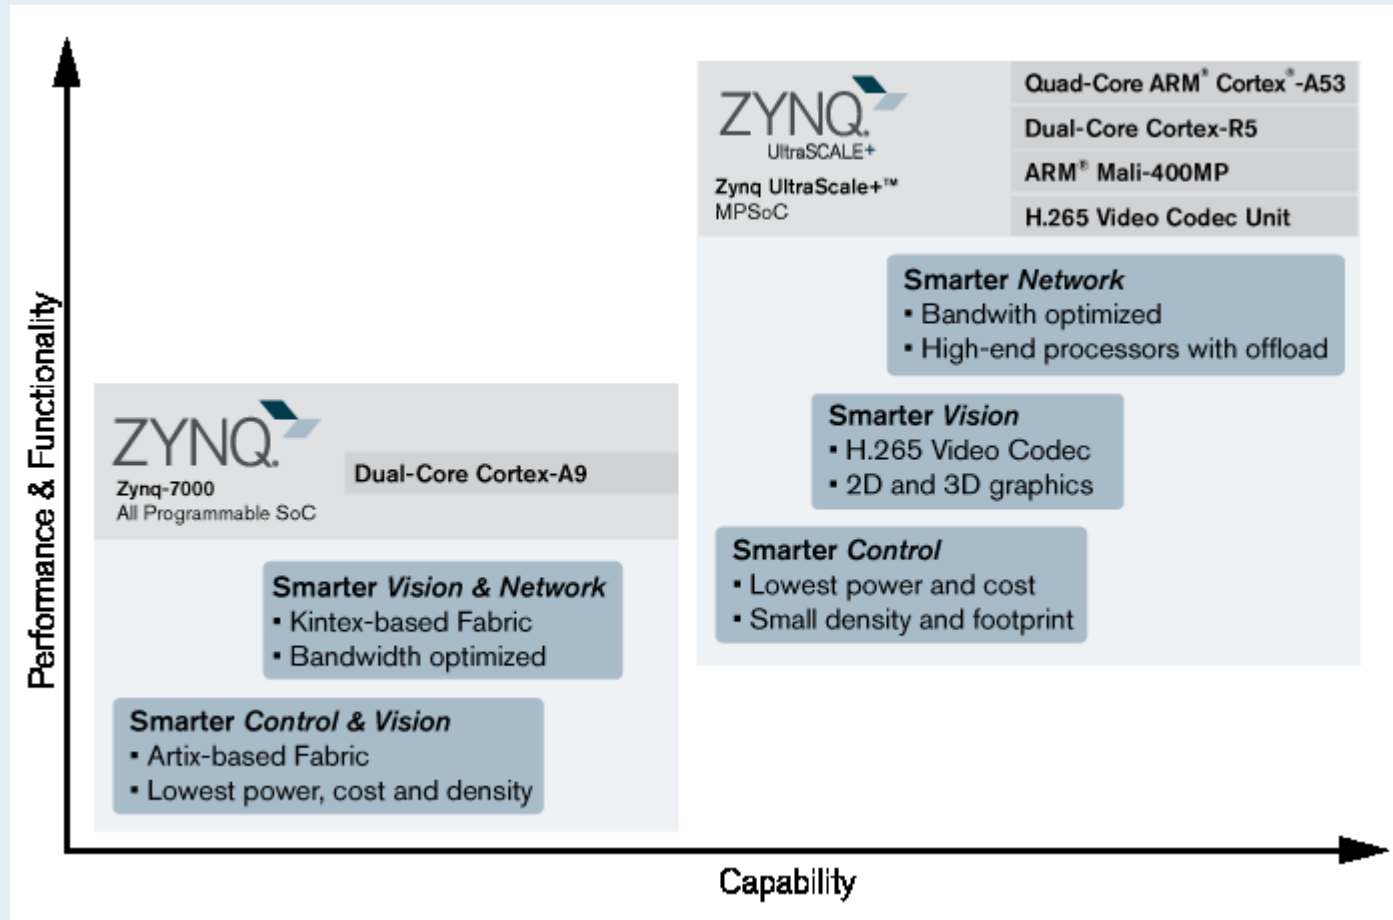 Performance & Functionality
ZYNQ.
UltraSCALE+
Zynq UltraScale+™
MPSoC
Quad-Core ARM® Cortex®-A53
Dual-Core Cortex-R5
ARM® Mali-400MP
H.265 Video Codec Unit
Smarter Network
▪ Bandwith optimized
▪ High-end processors with offload
Smarter Vision
▪ H.265 Video Codec
▪ 2D and 3D graphics
Smarter Control
▪ Lowest power and cost
▪ Small density and footprint
ZYNQ.
Zynq-7000
All Programmable SoC
Dual-Core Cortex-A9
Smarter Vision & Network
▪ Kintex-based Fabric
▪ Bandwidth optimized
Smarter Control & Vision
▪ Artix-based Fabric
▪ Lowest power, cost and density
Capability